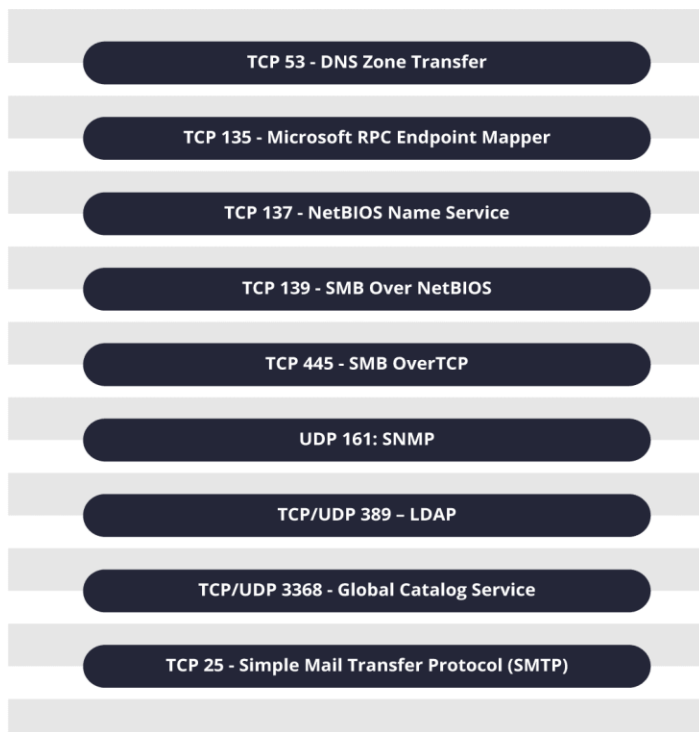 TCP 53 - DNS Zone Transfer
TCP 135 - Microsoft RPC Endpoint Mapper
TCP 137 - NetBIOS Name Service
TCP 139 - SMB Over NetBIOS
TCP 445 - SMB OverTCP
UDP 161: SNMP
TCP/UDP 389 – LDAP
TCP/UDP 3368 - Global Catalog Service
TCP 25 - Simple Mail Transfer Protocol (SMTP)